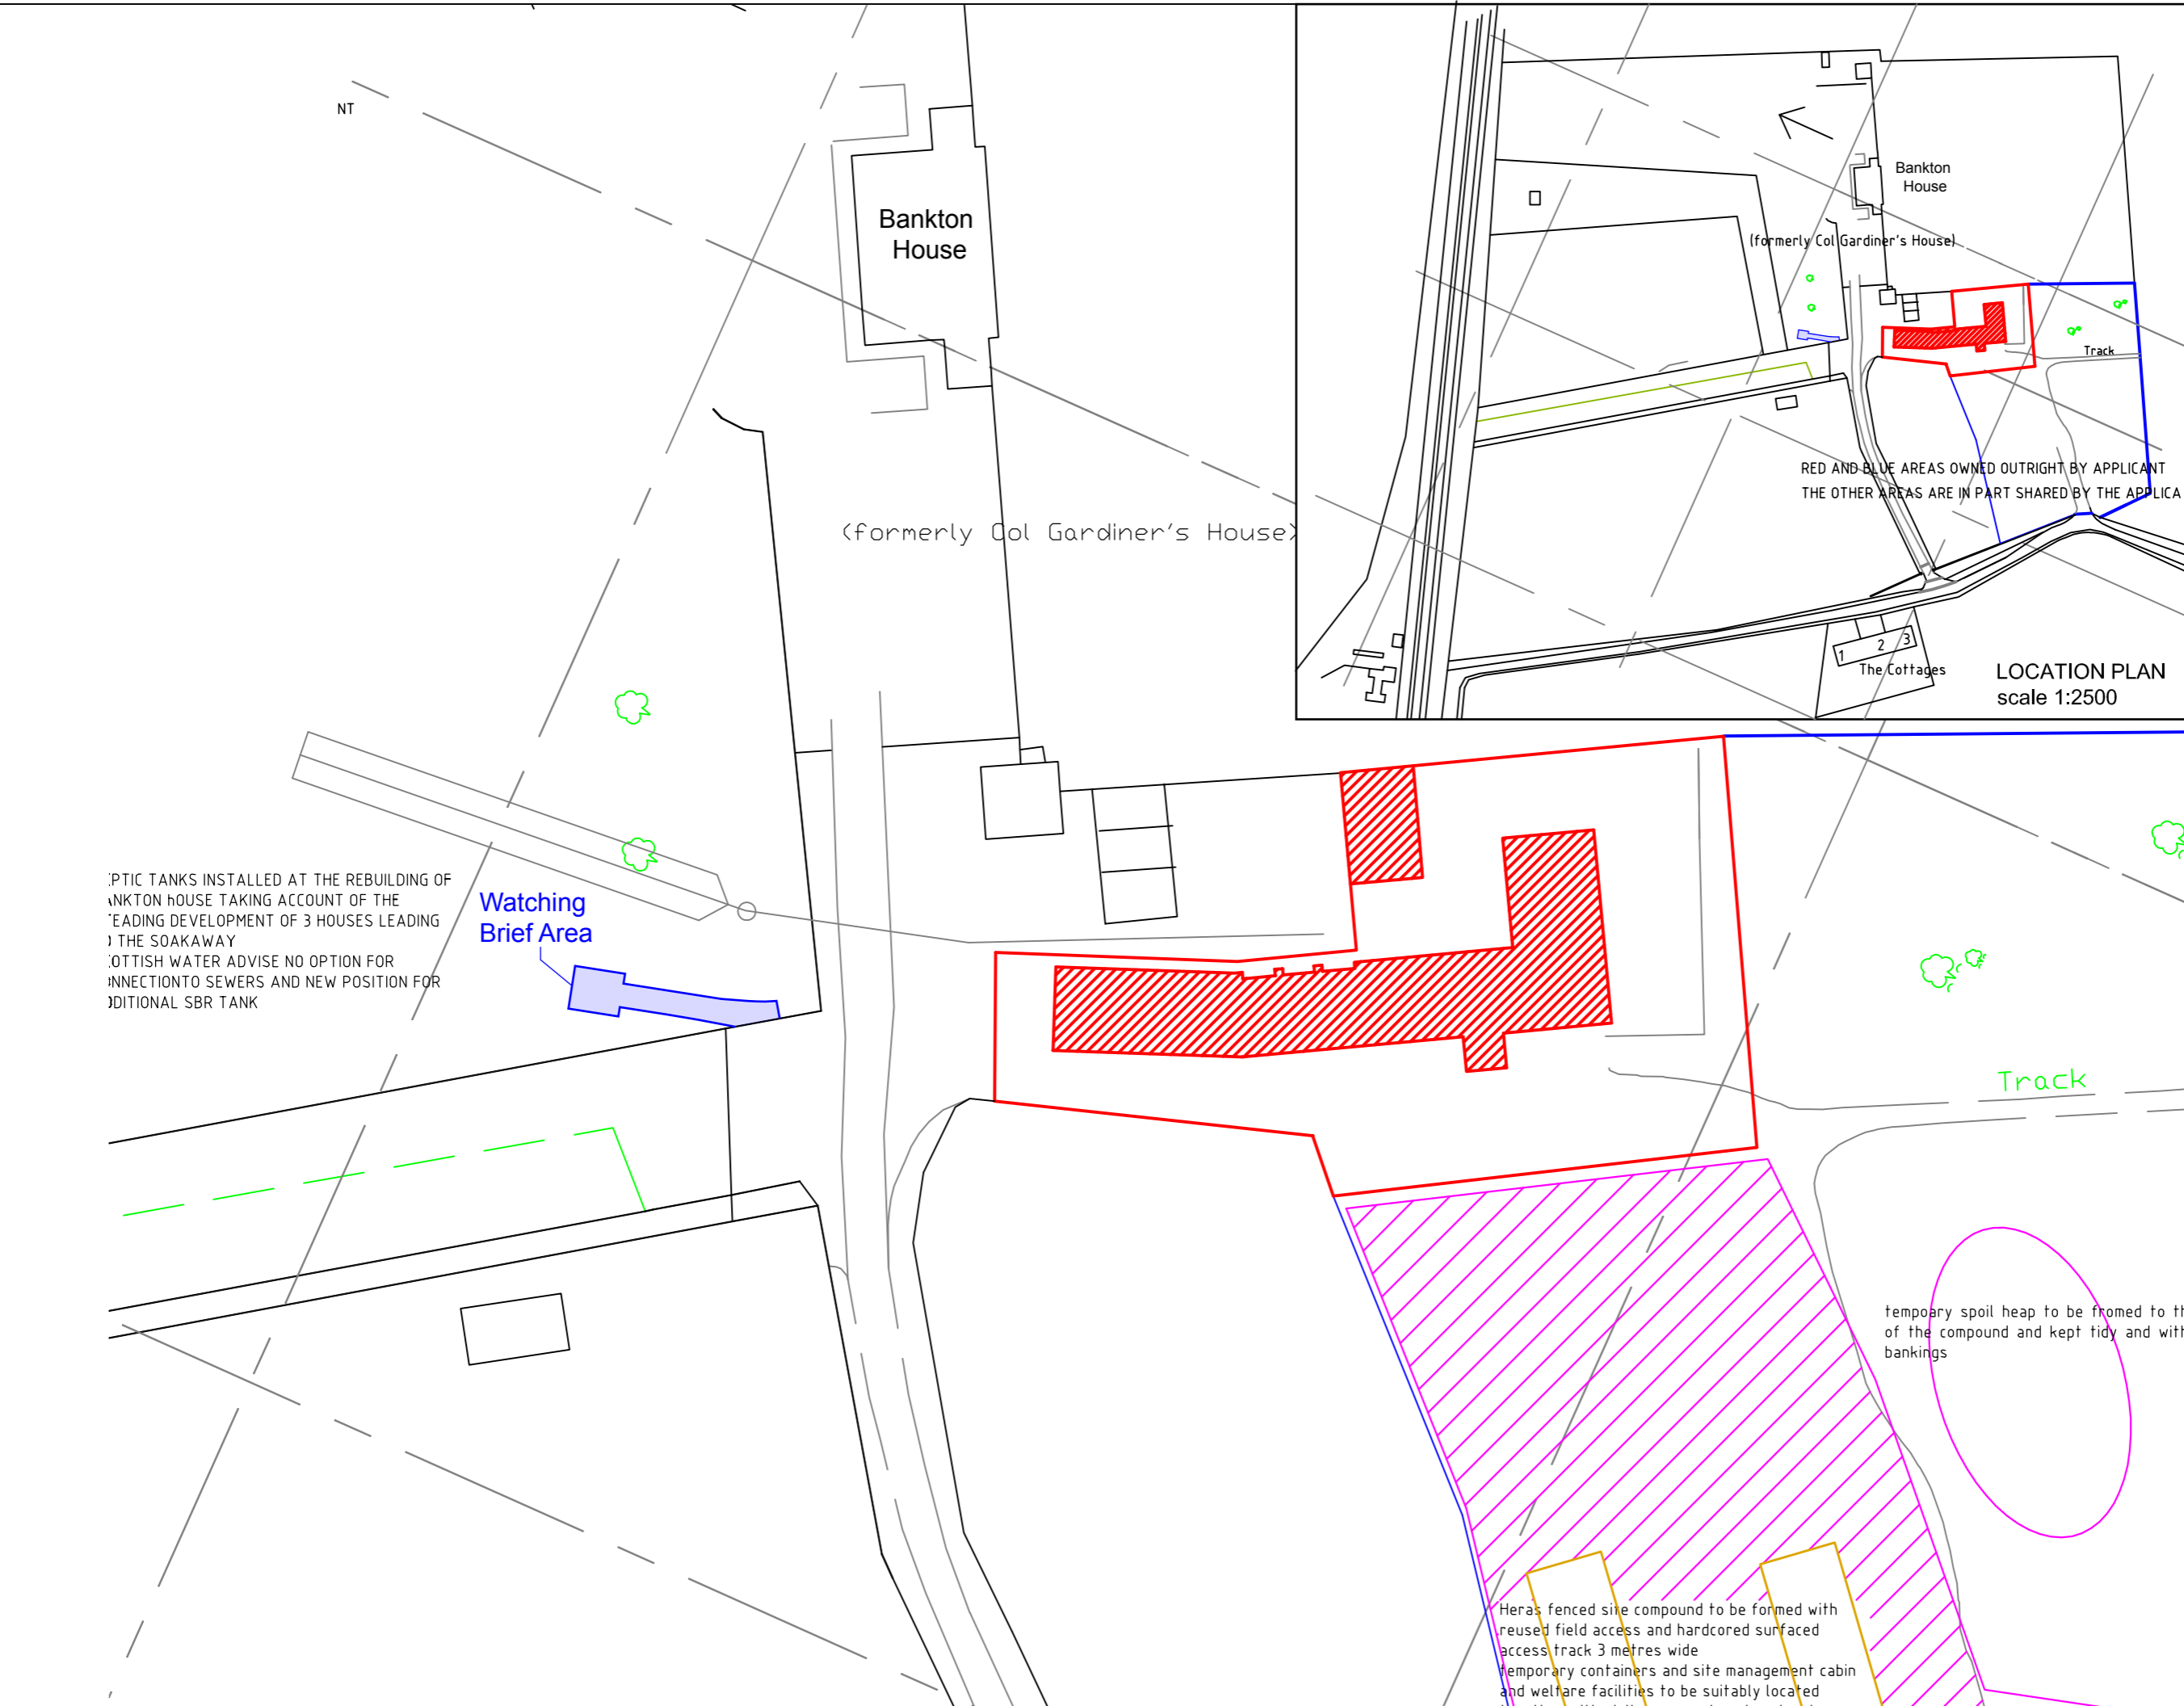 NT
Bankton
House
(formerly Col Gardiner's House)
Bankton
House
(formerly Col Gardiner's House)
Track
RED AND BLUE AREAS OWNED OUTRIGHT BY APPLICANT
THE OTHER AREAS ARE IN PART SHARED BY THE APPLICA
1 2 3
The Cottages
LOCATION PLAN
scale 1:2500
EPTIC TANKS INSTALLED AT THE REBUILDING OF
ANKTON hOUSE TAKING ACCOUNT OF THE
TEADING DEVELOPMENT OF 3 HOUSES LEADING
THE SOAKAWAY
OTTISH WATER ADVISE NO OPTION FOR
NNECTIONTO SEWERS AND NEW POSITION FOR
DDITIONAL SBR TANK
Watching
Brief Area
Track
tempoary spoil heap to be fromed to th
of the compound and kept tidy and with
bankings
Heras fenced site compound to be formed with
reused field access and hardcored surfaced
access track 3 metres wide
temporary containers and site management cabin
and welfare facilities to be suitably located